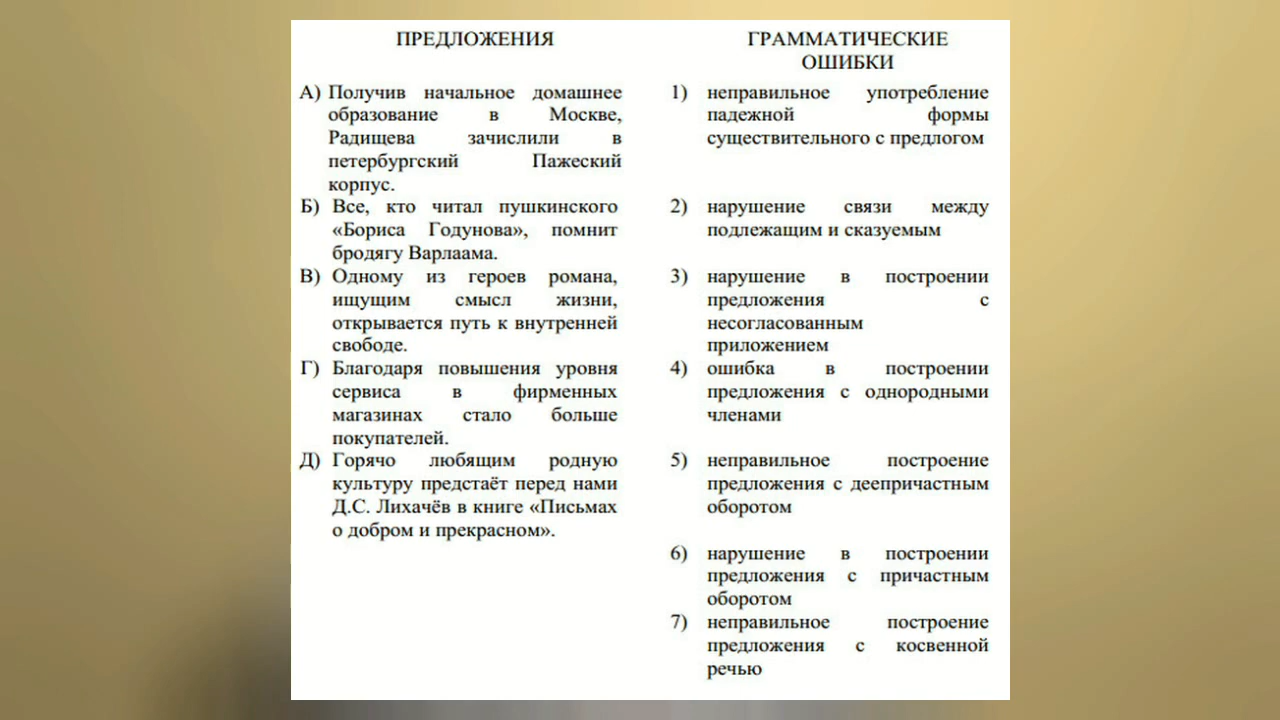 ПРЕДЛОЖЕНИЯ
А) Получив начальное домашнее
образование в Москве,
Радищева зачислили в
петербургский Пажеский
корпус.
Б) Все, кто читал пушкинского
«Бориса Годунова», помнит
бродягу Варлаама.
В) Одному из героев романа,
ищущим смысл жизни,
открывается путь к внутренней
свободе.
Г) Благодаря повышения уровня
сервиса в фирменных
магазинах стало больше
покупателей.
Д) Горячо любящим родную
культуру предстаёт перед нами
Д.С. Лихачёв в книге «Письмах
о добром и прекрасном».
ГРАММАТИЧЕСКИЕ
ОШИБКИ
1) неправильное употребление
падежной формы
существительного с предлогом
2) нарушение связи между
подлежащим и сказуемым
3) нарушение в построении
предложения с
несогласованным
приложением
4) ошибка в построении
предложения с однородными
членами
5) неправильное построение
предложения с деепричастным
оборотом
6) нарушение в построении
предложения с причастным
оборотом
7) неправильное построение
предложения с косвенной
речью